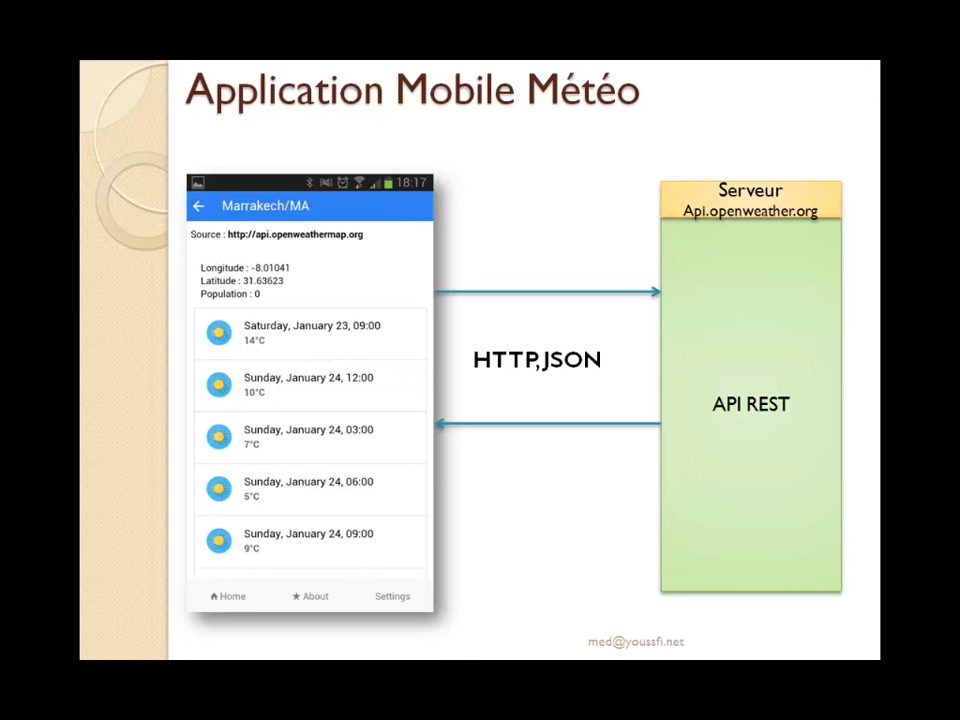 Application Mobile Météo
18:17
Marrakech/MA
Source : http://api.openweathermap.org
Longitude : -8.01041
Latitude : 31.63623
Population : 0
Saturday, January 23, 09:00
14°C
Sunday, January 24, 12:00
10°C
Sunday, January 24, 03:00
7°C
Sunday, January 24, 06:00
5°C
Sunday, January 24, 09:00
9°C
Home About Settings
HTTP, JSON
Serveur
Api.openweather.org
API REST
med@youssfi.net